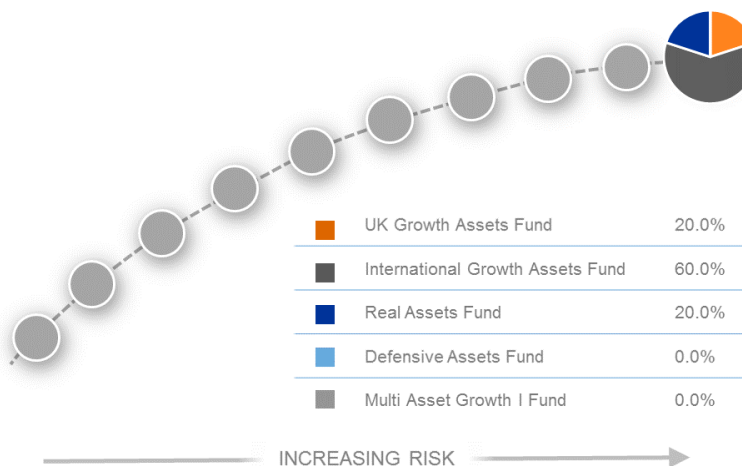 UK Growth Assets Fund 20.0%
International Growth Assets Fund 60.0%
Real Assets Fund 20.0%
Defensive Assets Fund 0.0%
Multi Asset Growth I Fund 0.0%
INCREASING RISK